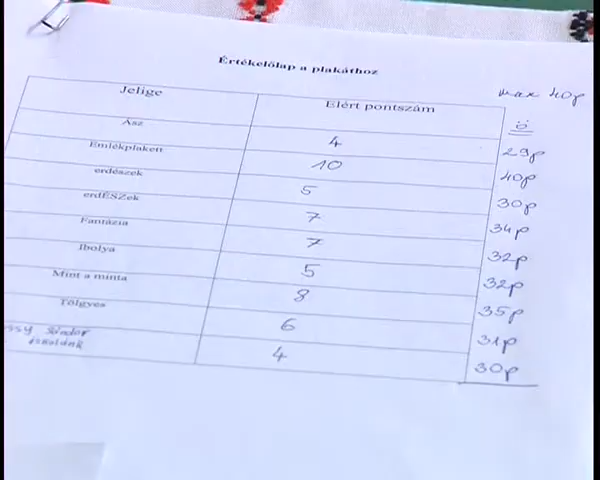 Értékelőlap a plakáthoz
max 40p
Jelige Elért pontszám ö
Ász 4 29p
Emlékplakett 10 40p
erdészek 5 30p
erdÉSZek 7 34p
Fantázia 7 32p
Ibolya 5 32p
Mint a minta 8 35p
Tölgyes 6 31p
Sándor
4 30p